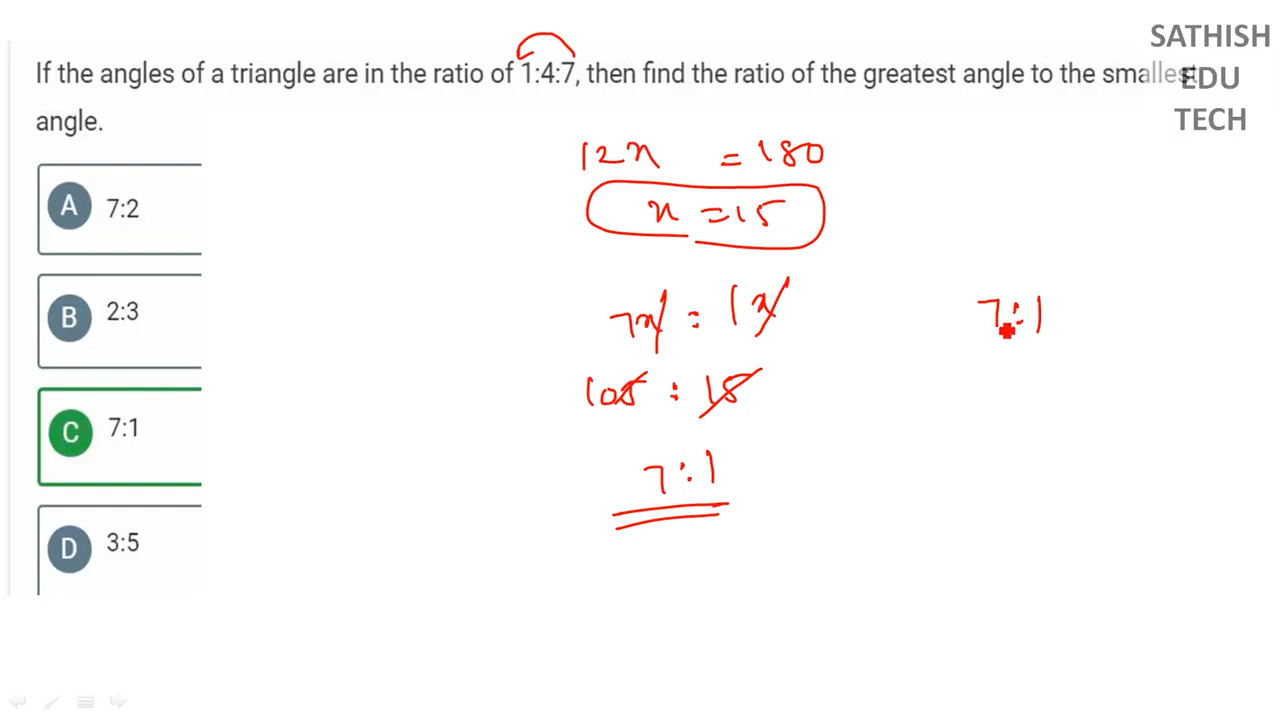 SATHISH
EDU
TECH
If the angles of a triangle are in the ratio of 1:4:7, then find the ratio of the greatest angle to the smallest
angle.
12x = 180
x = 15
7x : 1x
7:1
105 : 15
7:1
A 7:2
B 2:3
C 7:1
D 3:5